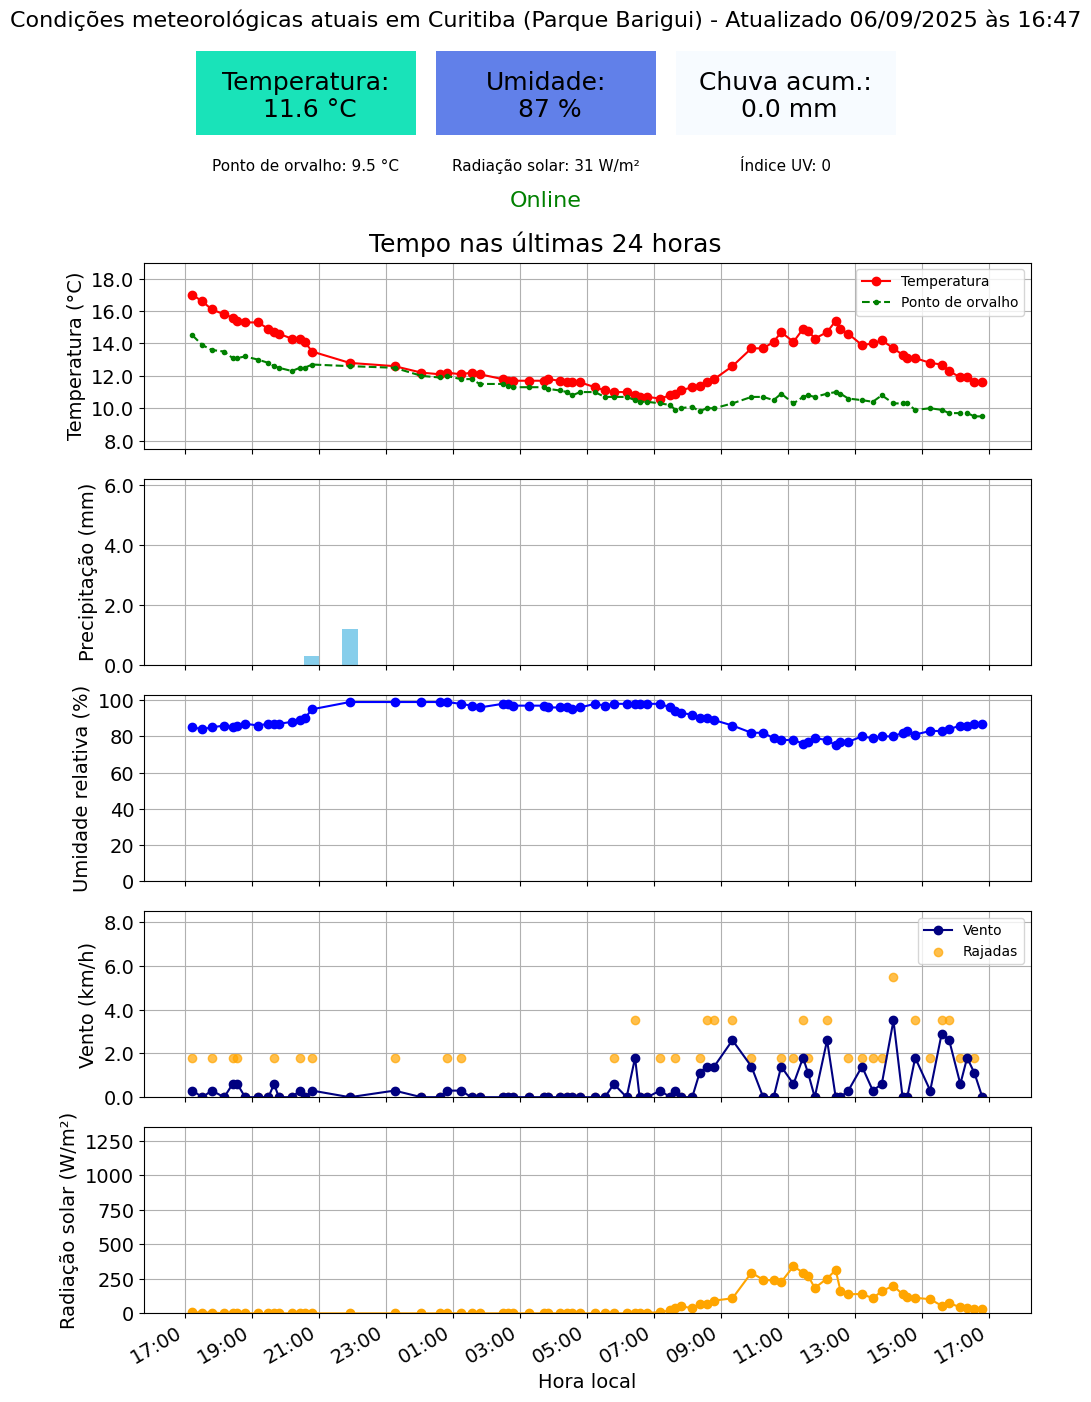 Condições meteorológicas atuais em Curitiba (Parque Barigui) - Atualizado 06/09/2025 às 16:47
Temperatura:
11.6 °C
Umidade:
87 %
Chuva acum.:
0.0 mm
Ponto de orvalho: 9.5 °C
Radiação solar: 31 W/m²
Índice UV: 0
Online
Tempo nas últimas 24 horas
Temperatura (°C)
18.0
16.0
14.0
12.0
10.0
8.0
Temperatura
Ponto de orvalho
Precipitação (mm)
6.0
4.0
2.0
0.0
Umidade relativa (%)
100
80
60
40
20
0
Vento (km/h)
8.0
6.0
4.0
2.0
0.0
Vento
Rajadas
Radiação solar (W/m²)
1250
1000
750
500
250
0
17:00
19:00
21:00
23:00
01:00
03:00
05:00
07:00
09:00
11:00
13:00
15:00
17:00
Hora local